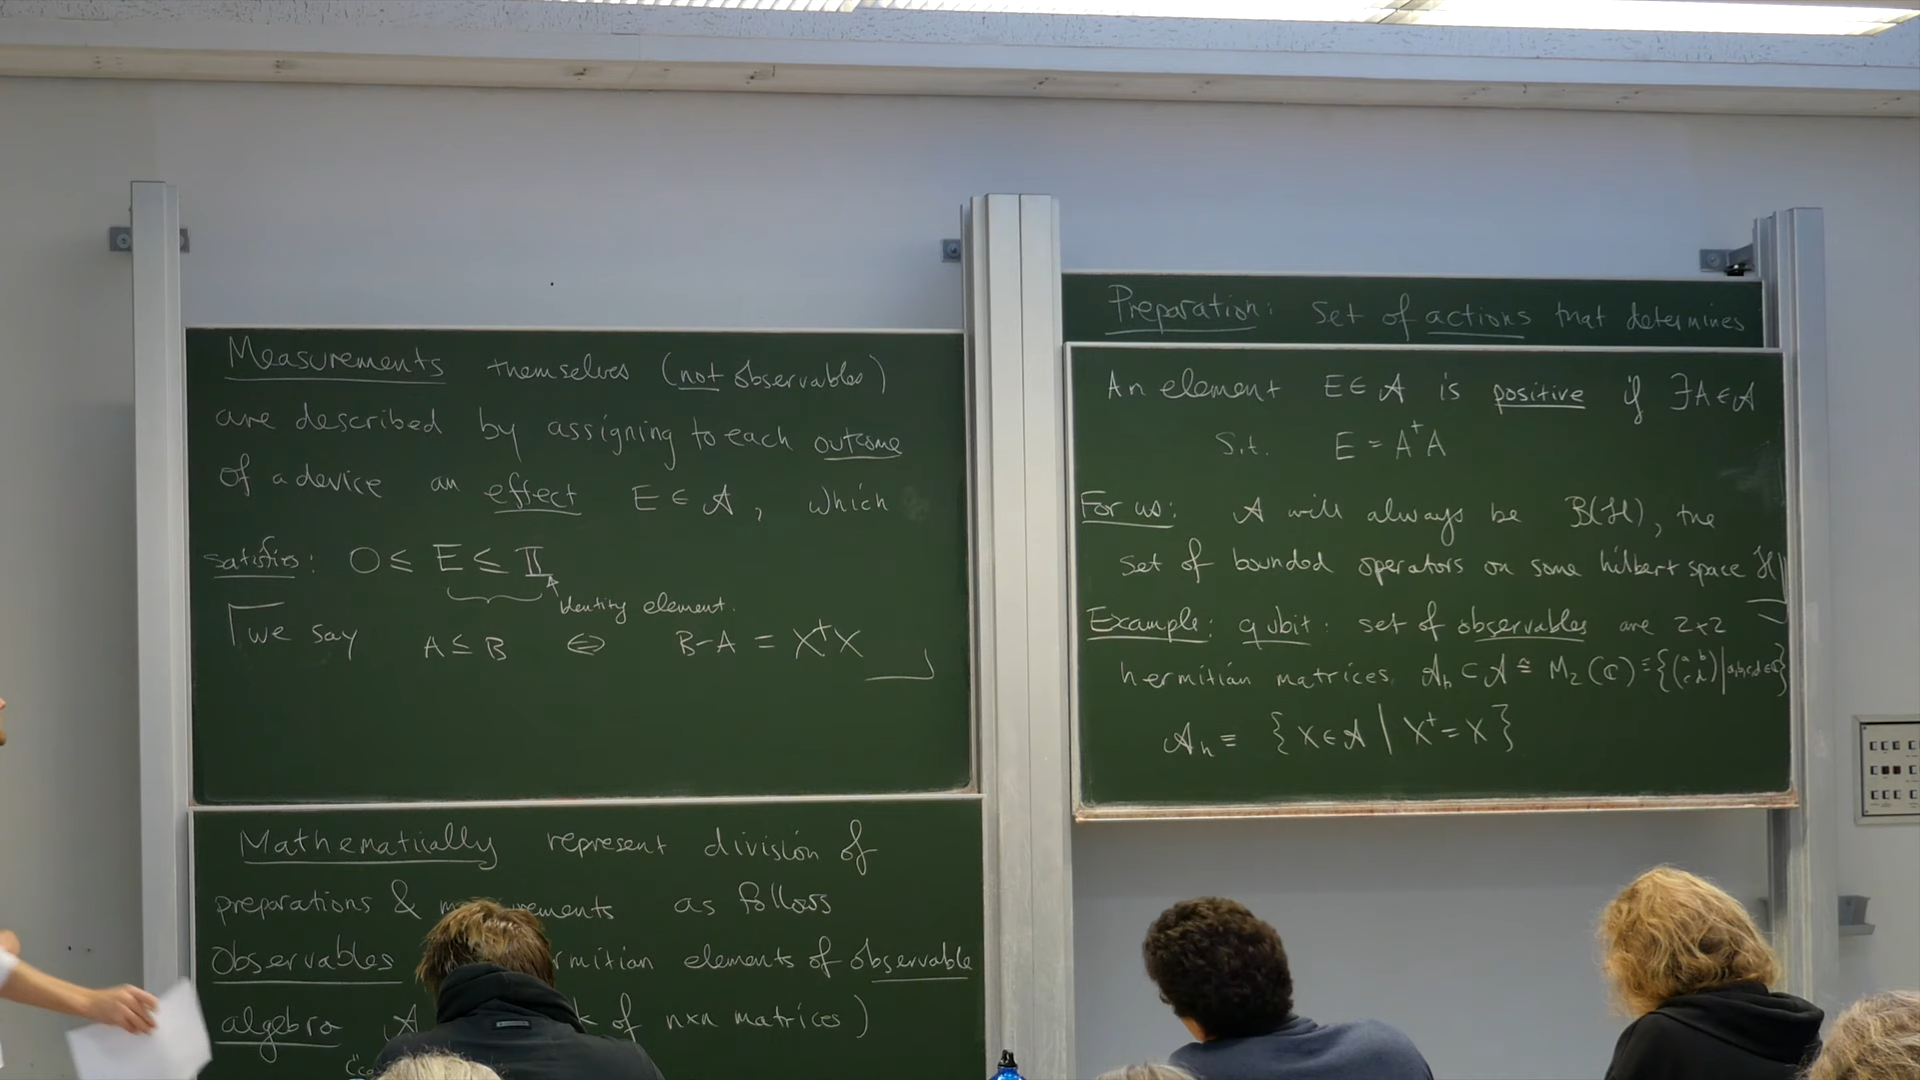 Measurements themselves (not observables)
are described by assigning to each outcome
of a device an effect E ∈ 𝒜, which
satisfies: 0 ≤ E ≤ 𝕀
identity element.
we say A ≤ B ⇔ B-A = X†X
Mathematically represent division of
preparations & as follows
Observables elements of observable
algebra 𝒜 of n×n matrices)
Preparation: set of actions that determines
An element E ∈ 𝒜 is positive if ∃A ∈ 𝒜
s.t. E = A†A
For us: 𝒜 will always be B(ℋ), the
set of bounded operators on some hilbert space ℋ
Example: qubit: set of observables are 2×2
hermitian matrices. 𝒜h ⊂ 𝒜 ≅ M2(ℂ) ≡ {(a b c d)|a,b,c,d ∈ ℂ}
𝒜h ≡ {X ∈ 𝒜 | X† = X}